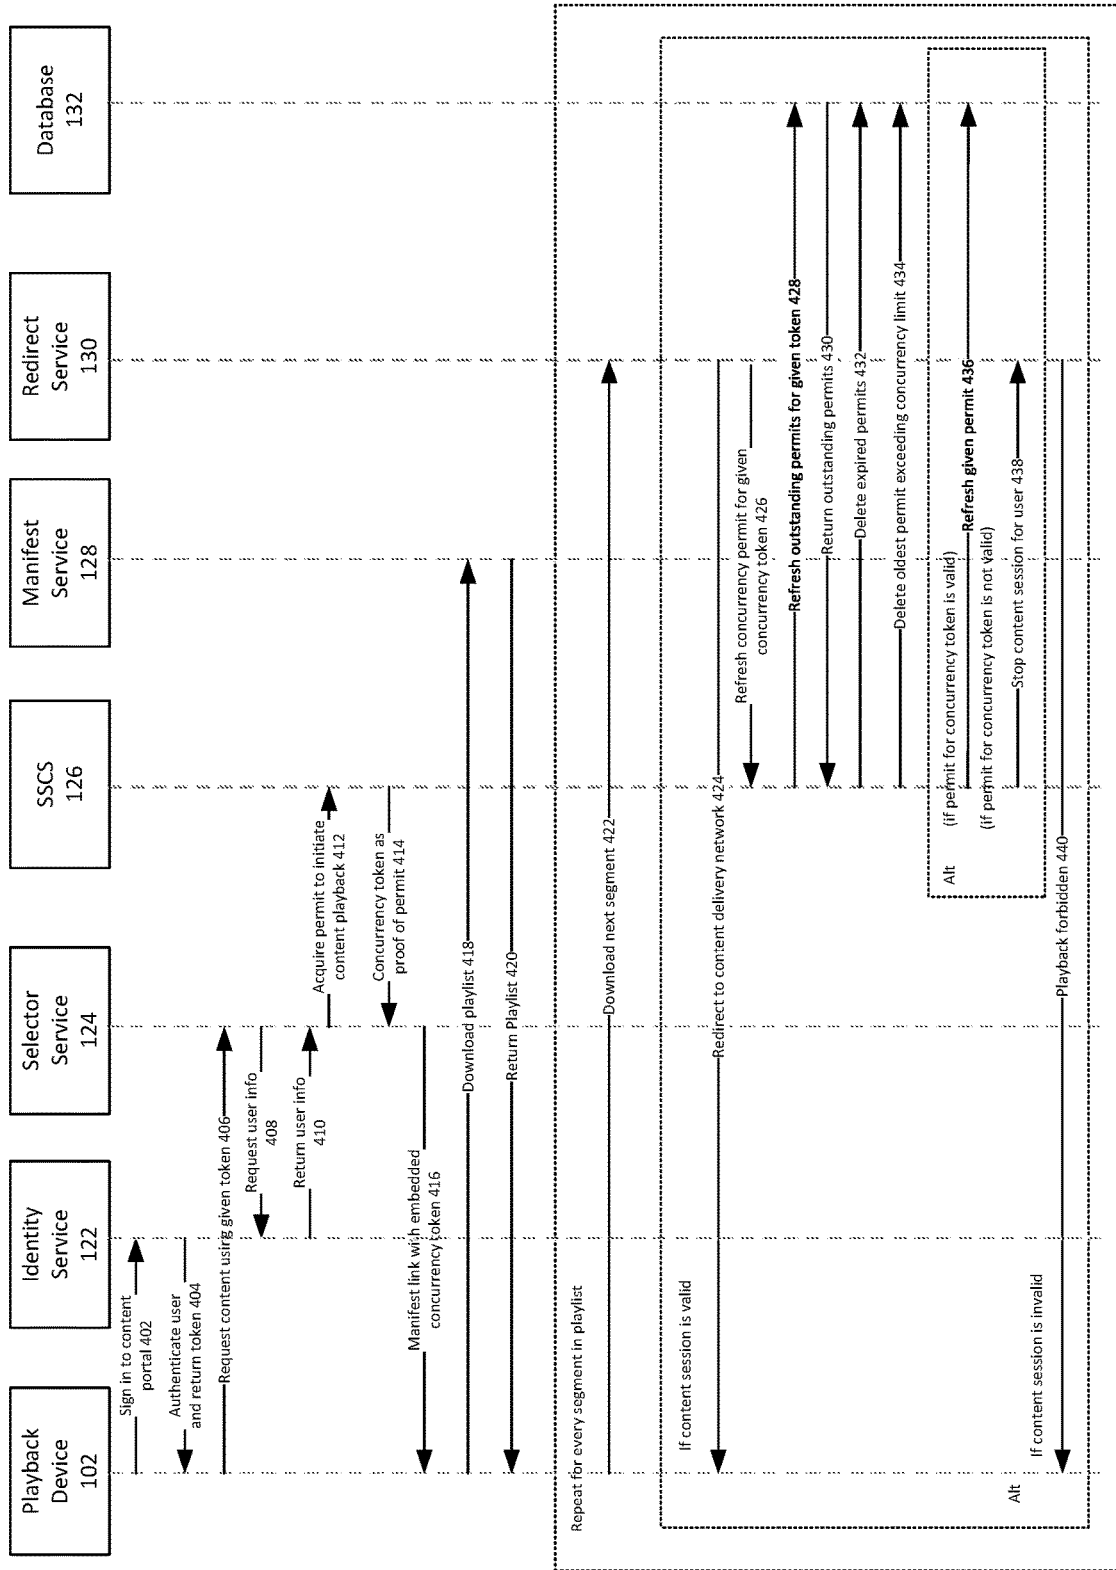 Playback
Device
102
Identity
Service
122
Selector
Service
124
SSCS
126
Manifest
Service
128
Redirect
Service
130
Database
132
Sign in to content
portal 402
Authenticate user
and return token 404
Request content using given token 406
Request user info
408
Return user info
410
Acquire permit to initiate
content playback 412
Concurrency token as
proof of permit 414
Manifest link with embedded
concurrency token 416
Download playlist 418
Return Playlist 420
Repeat for every segment in playlist
Download next segment 422
If content session is valid
Redirect to content delivery network 424
Refresh concurrency permit for given
concurrency token 426
Refresh outstanding permits for given token 428
Return outstanding permits 430
Delete expired permits 432
Delete oldest permit exceeding concurrency limit 434
Alt
(if permit for concurrency token is valid)
Refresh given permit 436
(if permit for concurrency token is not valid)
Stop content session for user 438
Alt
If content session is invalid
Playback forbidden 440